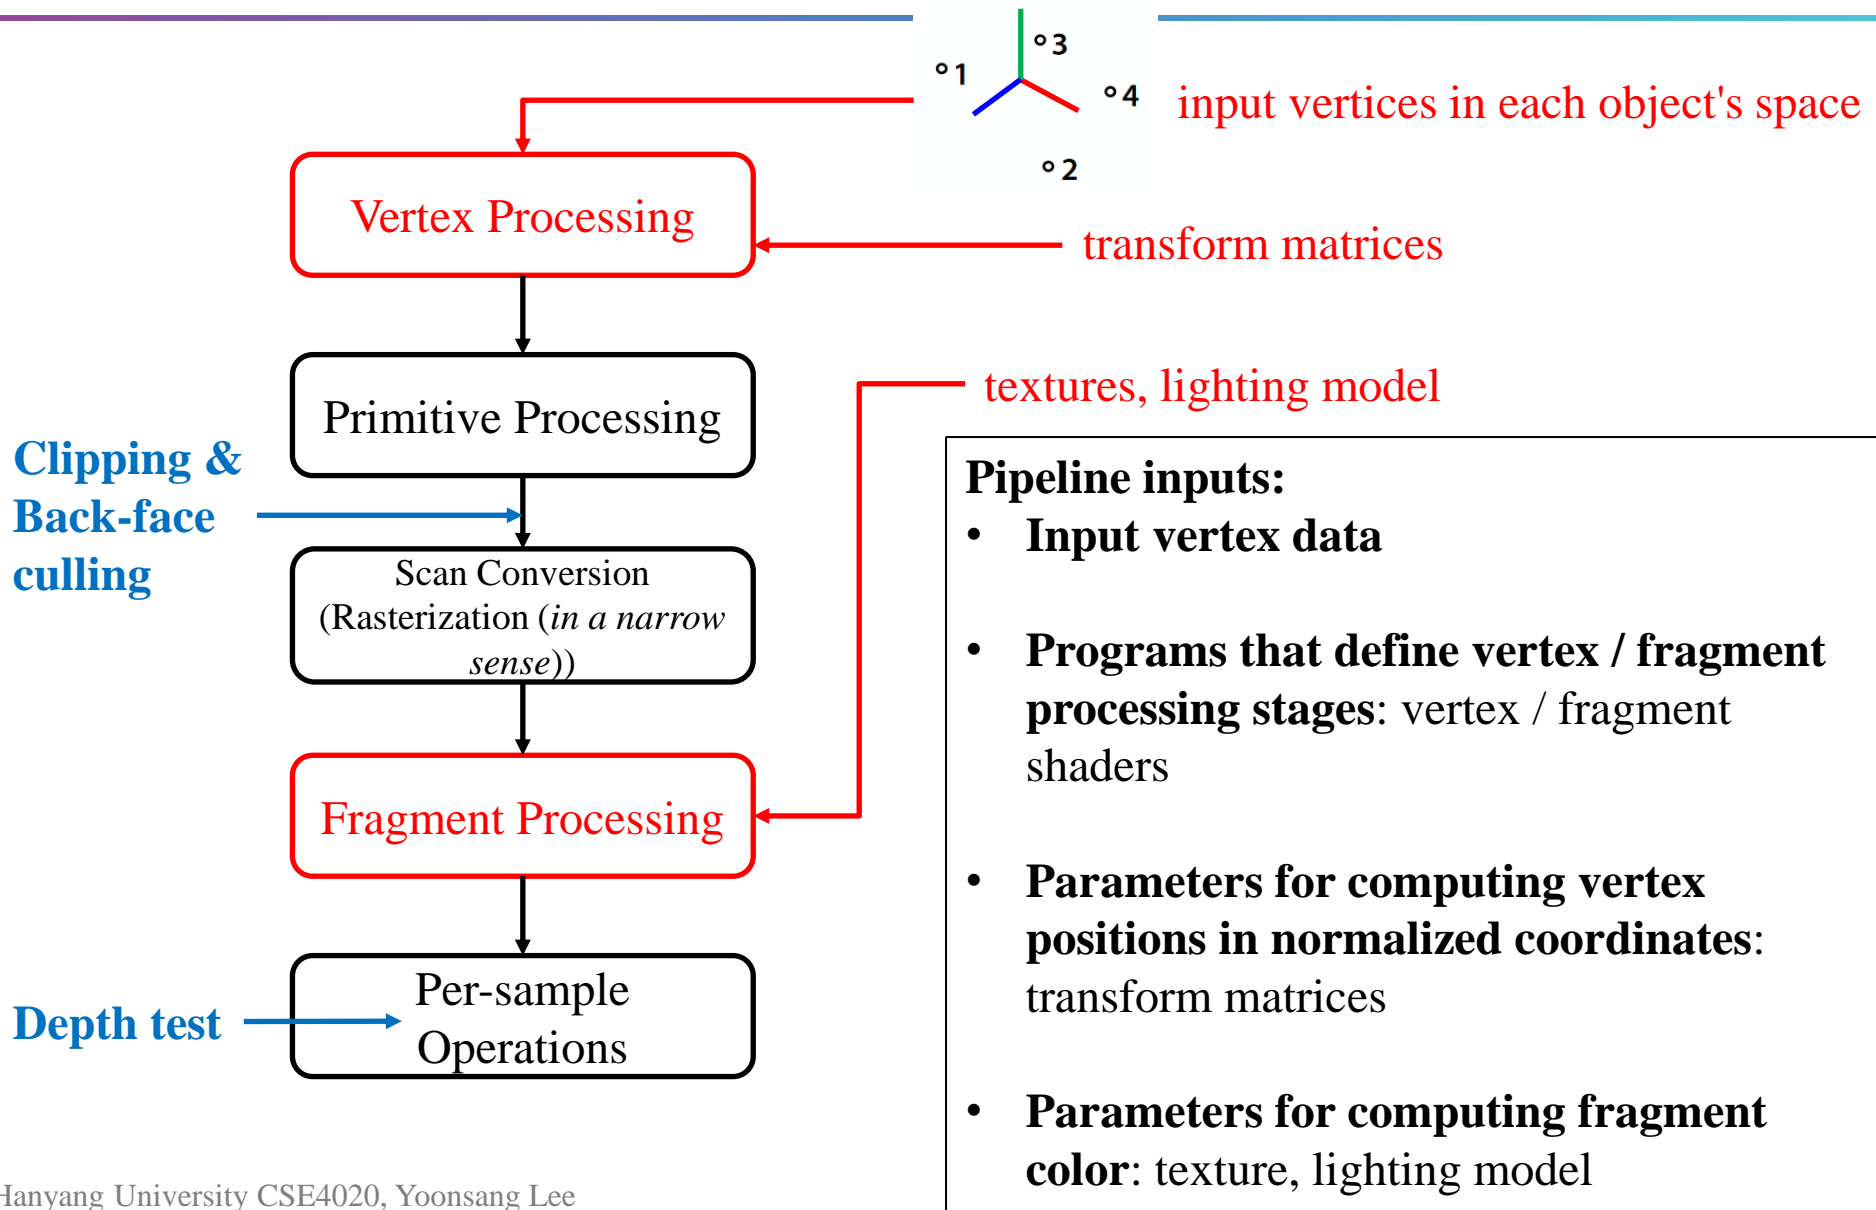 °3
°1
°4
input vertices in each object's space
°2
Vertex Processing
transform matrices
Primitive Processing
textures, lighting model
Clipping &
Back-face
culling
Scan Conversion
(Rasterization (in a narrow
sense))
Fragment Processing
Depth test
Per-sample
Operations
Pipeline inputs:
• Input vertex data
• Programs that define vertex / fragment
processing stages: vertex / fragment
shaders
• Parameters for computing vertex
positions in normalized coordinates:
transform matrices
• Parameters for computing fragment
color: texture, lighting model
Hanyang University CSE4020, Yoonsang Lee